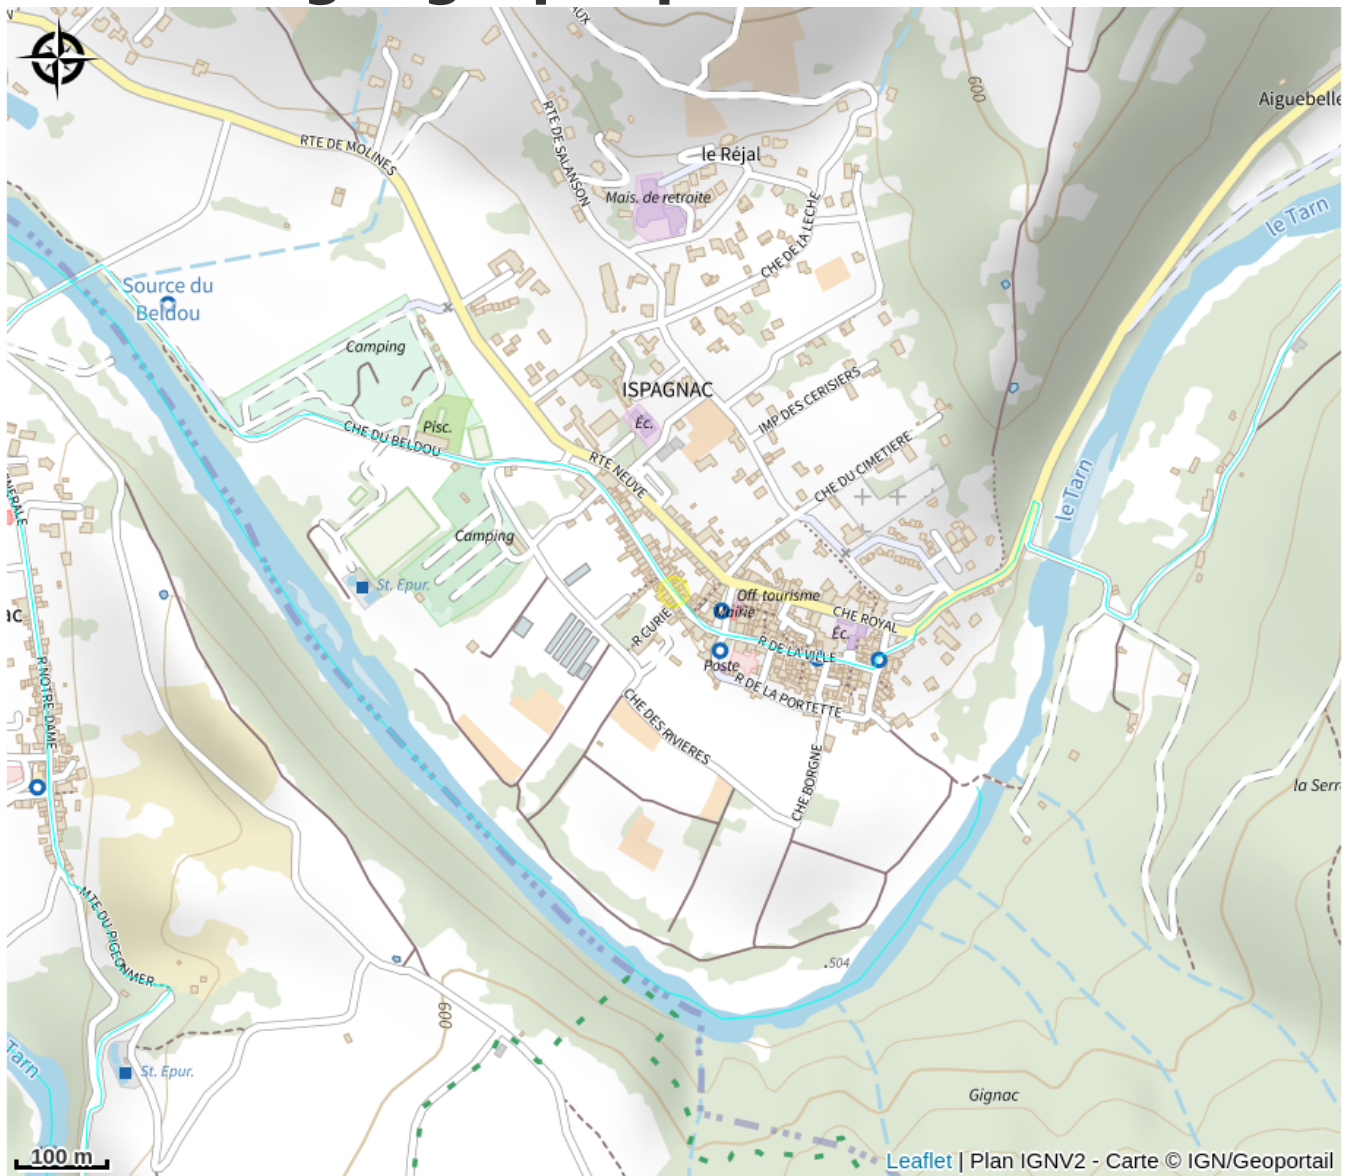 RTE DE MOLINES
RTE DE SALANSON
le Réjal
Mais. de retraite
CHE DE LA LECHE
600
Aiguebelle
le Tarn
Source du
Beldou
Camping
ISPAGNAC
Pisc.
Éc.
IMP DES CERISIERS
CHE DU BELDOU
RTE NEUVE
CHE DU CIMETIERE
le Tarn
Camping
St. Epur.
Off. tourisme
Mairie
CHE ROYAL
R CURIE
Éc.
R DE LA VILLE
Poste
R DE LA PORTETTE
R NOTRE-DAME
CHE DES RIVIERES
CHE BORGNE
la Serr
MTE DU PIGEONNIER
.504
600
Tarn
St. Epur.
Gignac
100 m
Leaflet | Plan IGNV2 - Carte © IGN/Geoportail